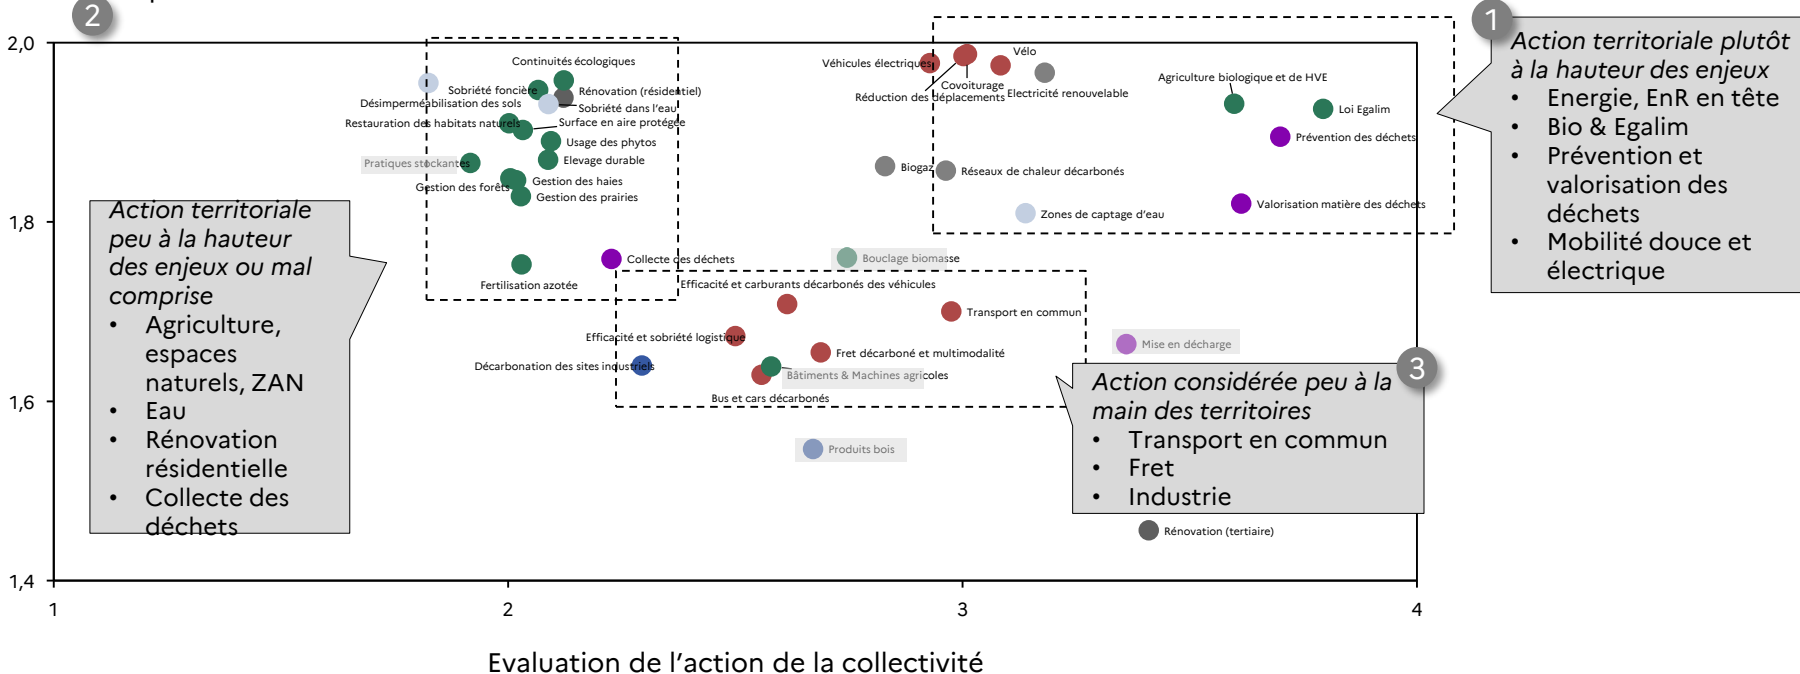 2
1
2,0
1,8
1,6
1,4
1
2
3
4
Evaluation de l’action de la collectivité
Continuités écologiques
Sobriété foncière
Rénovation (résidentiel)
Désimperméabilisation des sols
Sobriété dans l’eau
Restauration des habitats naturels
Surface en aire protégée
Usage des phytos
Elevage durable
Pratiques stockantes
Gestion des forêts
Gestion des haies
Gestion des prairies
Fertilisation azotée
Collecte des déchets
Véhicules électriques
Vélo
Covoiturage
Réduction des déplacements
Electricité renouvelable
Agriculture biologique et de HVE
Loi Egalim
Prévention des déchets
Biogaz
Réseaux de chaleur décarbonés
Zones de captage d’eau
Valorisation matière des déchets
Bouclage biomasse
Efficacité et carburants décarbonés des véhicules
Transport en commun
Efficacité et sobriété logistique
Fret décarboné et multimodalité
Décarbonation des sites industriels
Bâtiments & Machines agricoles
Bus et cars décarbonés
Mise en décharge
Produits bois
Rénovation (tertiaire)
Action territoriale plutôt
à la hauteur des enjeux
• Energie, EnR en tête
• Bio & Egalim
• Prévention et
valorisation des
déchets
• Mobilité douce et
électrique
Action territoriale
peu à la hauteur
des enjeux ou mal
comprise
• Agriculture,
espaces
naturels, ZAN
• Eau
• Rénovation
résidentielle
• Collecte des
déchets
3
Action considérée peu à la
main des territoires
• Transport en commun
• Fret
• Industrie